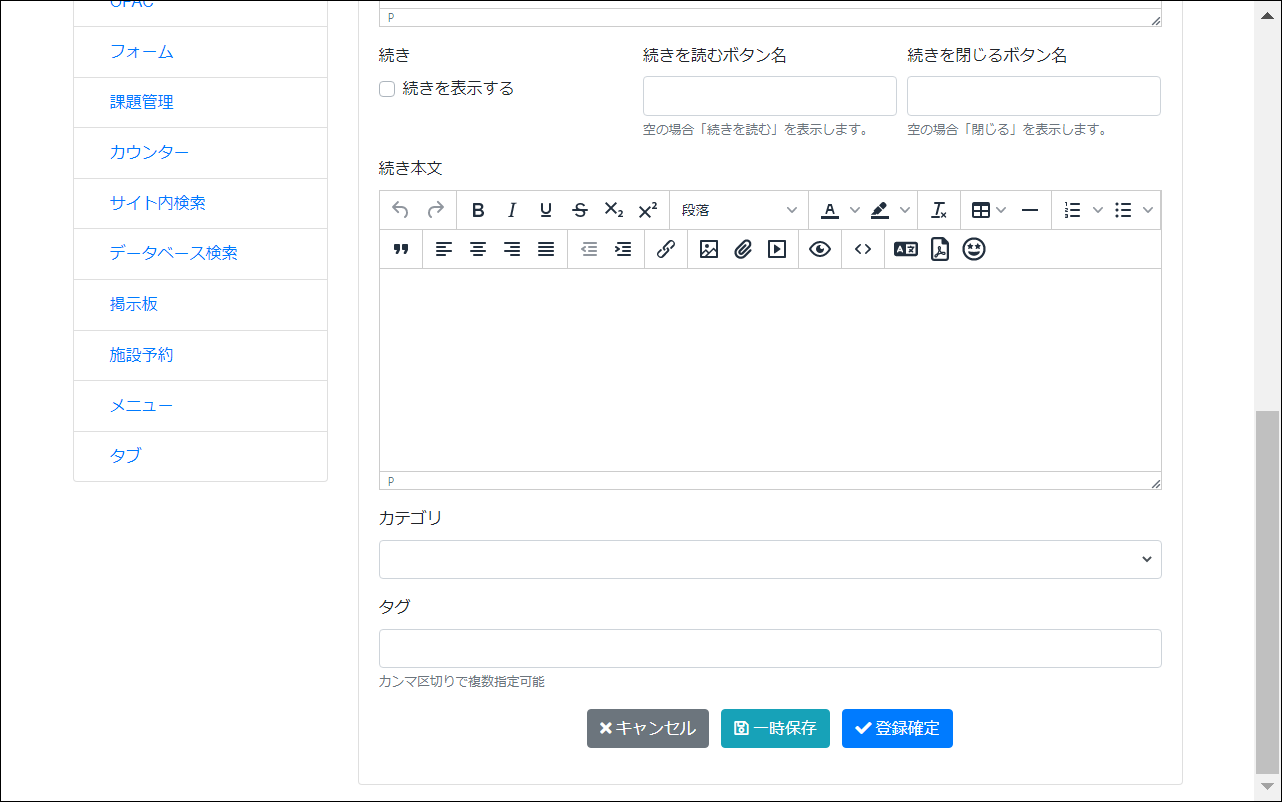 OPAC
フォーム
課題管理
カウンター
サイト内検索
データベース検索
掲示板
施設予約
メニュー
タブ
P
続き
続きを読むボタン名
続きを閉じるボタン名
続きを表示する
空の場合「続きを読む」を表示します。
空の場合「閉じる」を表示します。
続き本文
段落
P
カテゴリ
タグ
カンマ区切りで複数指定可能
キャンセル
一時保存
登録確定